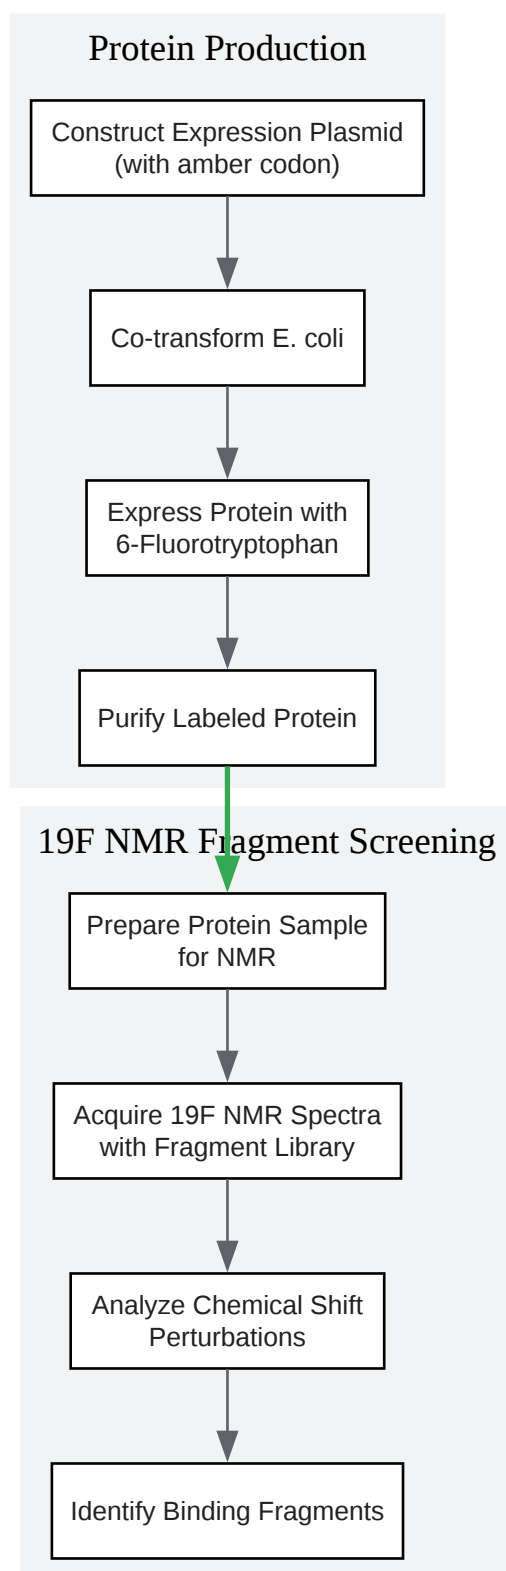 Protein Production
Construct Expression Plasmid
(with amber codon)
Co-transform E. coli
Express Protein with
6-Fluorotryptophan
Purify Labeled Protein
19F NMR Fragment Screening
Prepare Protein Sample
for NMR
Acquire 19F NMR Spectra
with Fragment Library
Analyze Chemical Shift
Perturbations
Identify Binding Fragments